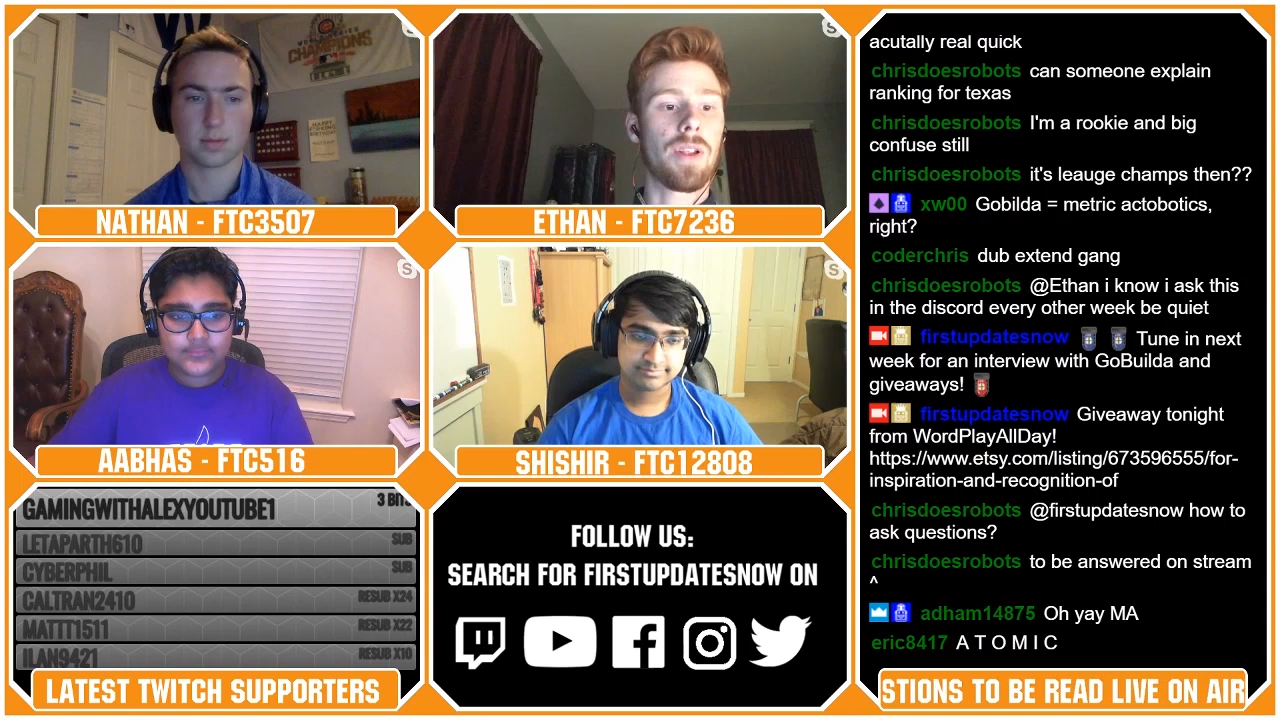 CHAMPIONS
HAPPY
BIRTHDAY
NATHAN - FTC3507
ETHAN - FTC7236
AABHAS - FTC516
SHISHIR - FTC12808
GAMINGWITHALEXYOUTUBE1 3 BITS
LETAPARTH610 SUB
CYBERPHIL SUB
CALTRAN2410 RESUB X24
MATTT1511 RESUB X22
ILAN9421 RESUB X10
LATEST TWITCH SUPPORTERS
FOLLOW US:
SEARCH FOR FIRSTUPDATESNOW ON
acutally real quick
chrisdoesrobots can someone explain
ranking for texas
chrisdoesrobots I'm a rookie and big
confuse still
chrisdoesrobots it's leauge champs then??
xw00 Gobilda = metric actobotics,
right?
coderchris dub extend gang
chrisdoesrobots @Ethan i know i ask this
in the discord every other week be quiet
firstupdatesnow Tune in next
week for an interview with GoBuilda and
giveaways!
firstupdatesnow Giveaway tonight
from WordPlayAllDay!
https://www.etsy.com/listing/673596555/for-
inspiration-and-recognition-of
chrisdoesrobots @firstupdatesnow how to
ask questions?
chrisdoesrobots to be answered on stream
^
adham14875 Oh yay MA
eric8417 A T O M I C
STIONS TO BE READ LIVE ON AIR